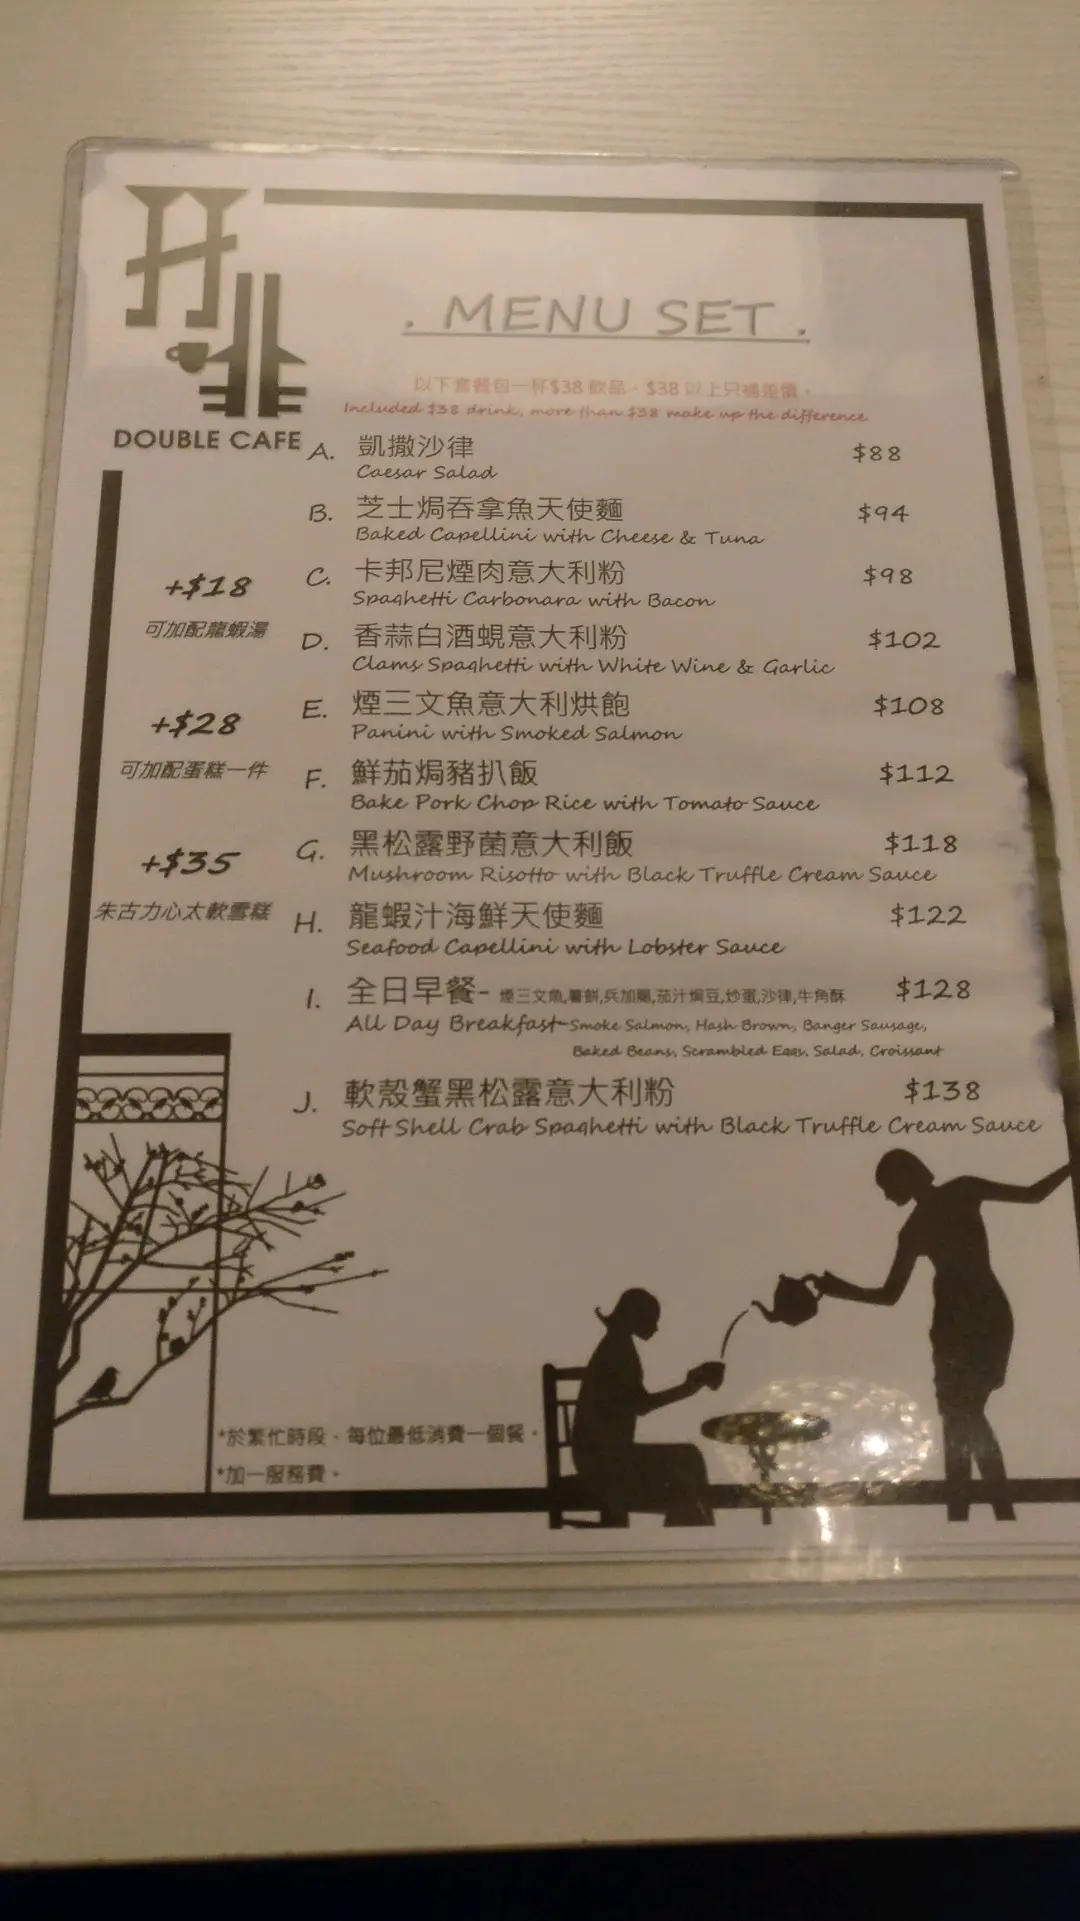 DOUBLE CAFE
. MENU SET .
以下套餐包一杯$38 飲品。$38 以上只補差價。
Included $38 drink, more than $38 make up the difference
A. 凱撒沙律 $88
Caesar Salad
B. 芝士焗吞拿魚天使麵 $94
Baked Capellini with Cheese & Tuna
C. 卡邦尼煙肉意大利粉 $98
Spaghetti Carbonara with Bacon
D. 香蒜白酒蜆意大利粉 $102
Clams Spaghetti with White Wine & Garlic
E. 煙三文魚意大利烘飽 $108
Panini with Smoked Salmon
F. 鮮茄焗豬扒飯 $112
Bake Pork Chop Rice with Tomato Sauce
G. 黑松露野菌意大利飯 $118
Mushroom Risotto with Black Truffle Cream Sauce
H. 龍蝦汁海鮮天使麵 $122
Seafood Capellini with Lobster Sauce
I. 全日早餐- 煙三文魚,薯餅,兵加腸,茄汁焗豆,炒蛋,沙律,牛角酥 $128
All Day Breakfast-Smoke Salmon, Hash Brown, Banger Sausage,
Baked Beans, Scrambled Eggs, Salad, Croissant
J. 軟殼蟹黑松露意大利粉 $138
Soft Shell Crab Spaghetti with Black Truffle Cream Sauce
+$18
可加配龍蝦湯
+$28
可加配蛋糕一件
+$35
朱古力心太軟雪糕
*於繁忙時段、每位最低消費一個餐。
*加一服務費。